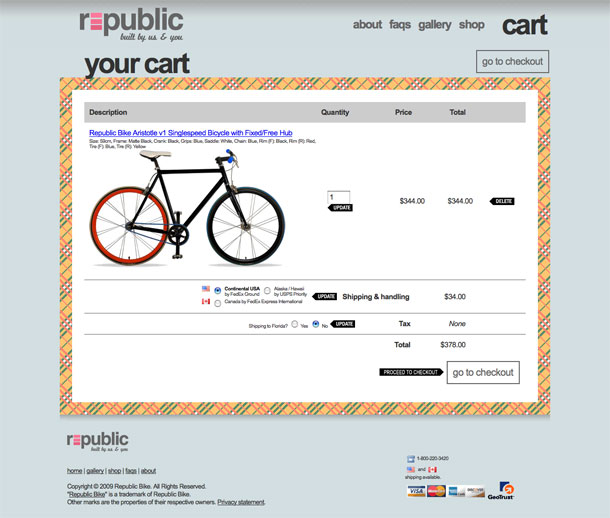 republic
built by us & you
about faqs gallery shop cart
your cart
go to checkout
Description Quantity Price Total
Republic Bike Aristotle v1 Singlespeed Bicycle with Fixed/Free Hub
Size: 59cm, Frame: Matte Black, Crank: Black, Grips: Blue, Saddle: White, Chain: Blue, Rim (F): Black, Rim (R): Red,
Tire (F): Blue, Tire (R): Yellow
1
UPDATE
$344.00 $344.00 DELETE
Continental USA
by FedEx Ground
Alaska / Hawaii
by USPS Priority
Canada by FedEx Express International
UPDATE Shipping & handling $34.00
Shipping to Florida? Yes No UPDATE Tax None
Total $378.00
PROCEED TO CHECKOUT go to checkout
republic
built by us & you
home | gallery | shop | faqs | about
Copyright © 2009 Republic Bike. All Rights Reserved.
"Republic Bike" is a trademark of Republic Bike.
Other marks are the properties of their respective owners. Privacy statement.
1-800-220-3420
and
shipping available.
VISA DISCOVER GeoTrust